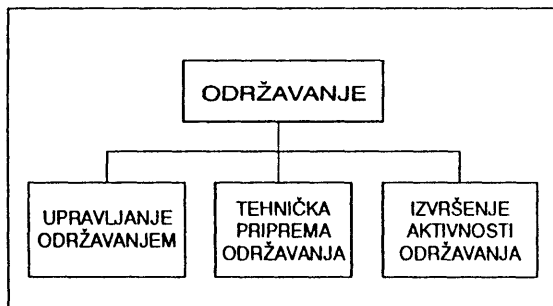 ODRŽAVANJE
UPRAVLJANJE
ODRŽAVANJEM
TEHNIČKA
PRIPREMA
ODRŽAVANJA
IZVRŠENJE
AKTIVNOSTI
ODRŽAVANJA